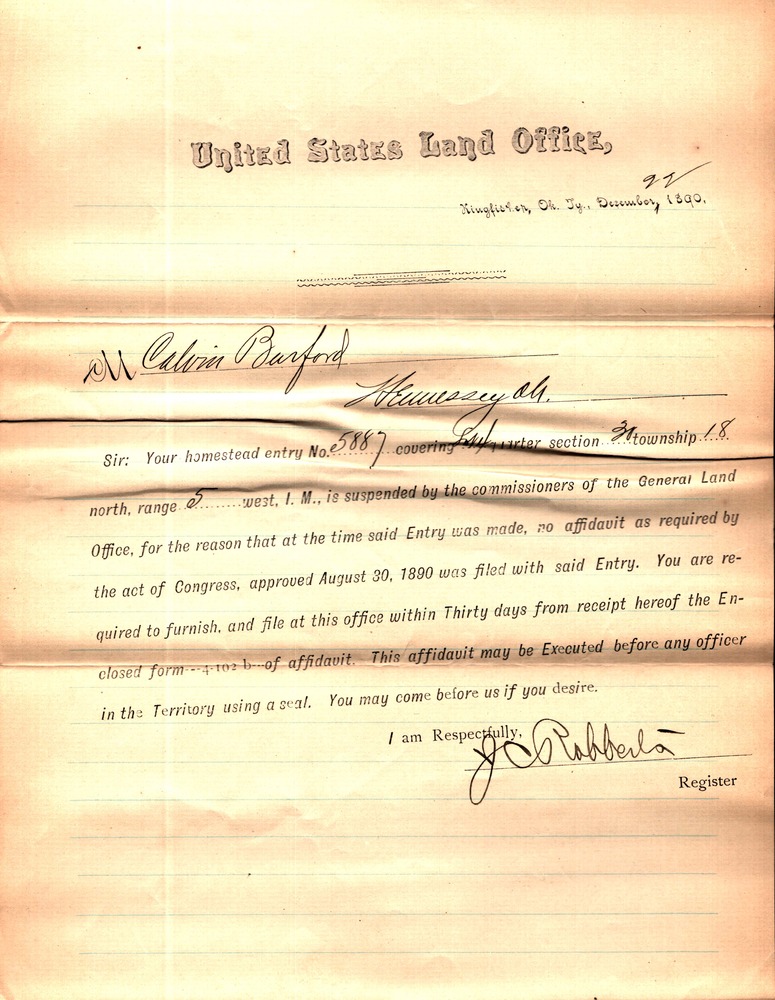 United States Land Office,
22
Kingfisher, Ok. Ty., December, 1890.
M Calvin Burford
Hennessey Ok.
Sir: Your homestead entry No. 5887 covering quarter section 30 township 18
north, range 5 west, I. M., is suspended by the commissioners of the General Land
Office, for the reason that at the time said Entry was made, no affidavit as required by
the act of Congress, approved August 30, 1890 was filed with said Entry. You are re-
quired to furnish, and file at this office within Thirty days from receipt hereof the En-
closed form---4-102 b--of affidavit. This affidavit may be Executed before any officer
in the Territory using a seal. You may come before us if you desire.
I am Respectfully,
J C Robberts
Register